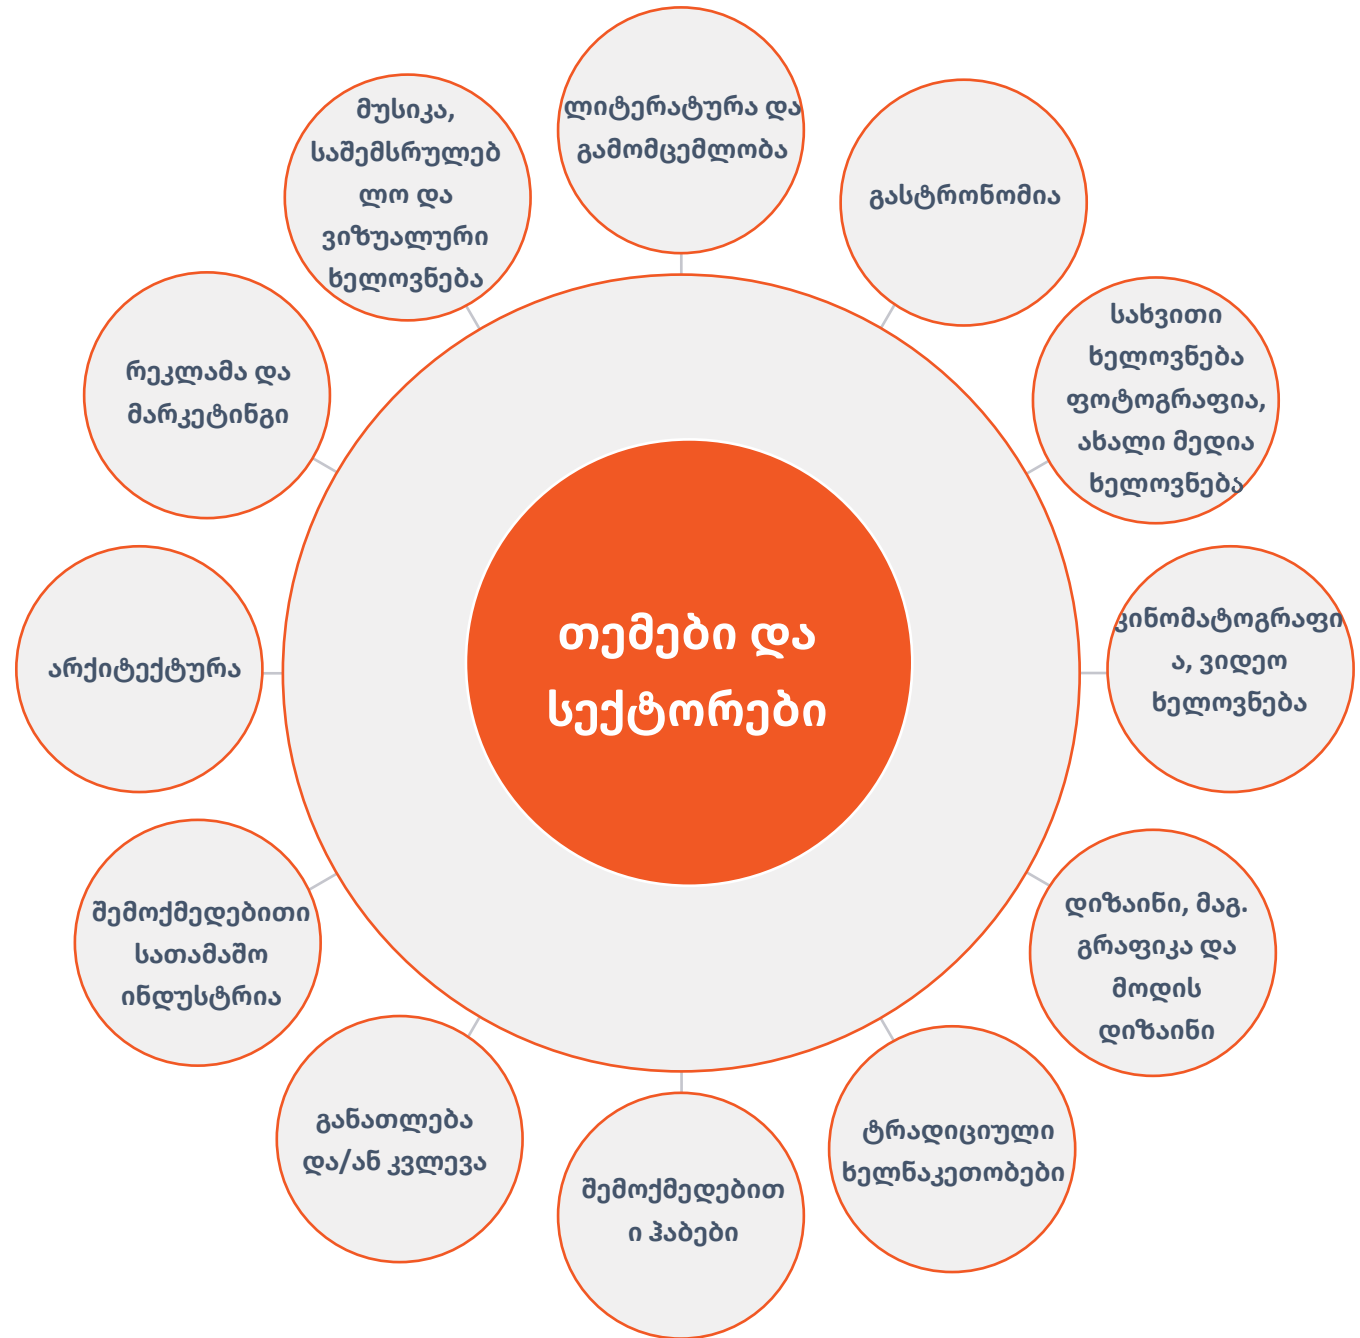 ლიტერატურა და
გამომცემლობა
გასტრონომია
სახვითი
ხელოვნება
ფოტოგრაფია,
ახალი მედია
ხელოვნება
კინომატოგრაფი
ა, ვიდეო
ხელოვნება
დიზაინი, მაგ.
გრაფიკა და
მოდის
დიზაინი
ტრადიციული
ხელნაკეთობები
შემოქმედებით
ი ჰაბები
განათლება
და/ან კვლევა
შემოქმედებითი
სათამაშო
ინდუსტრია
არქიტექტურა
რეკლამა და
მარკეტინგი
მუსიკა,
საშემსრულებ
ლო და
ვიზუალური
ხელოვნება
თემები და
სექტორები